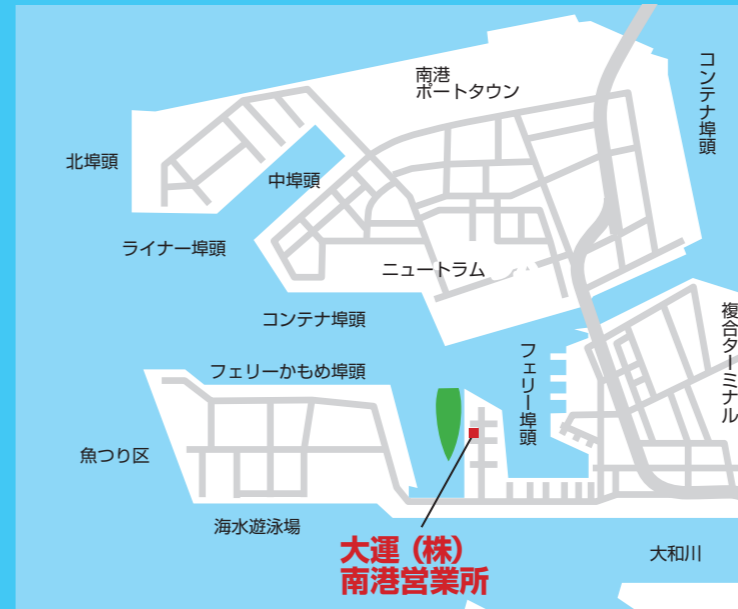 南港
ポートタウン
コンテナ埠頭
北埠頭
中埠頭
ライナー埠頭
ニュートラム
コンテナ埠頭
複合ターミナル
フェリー埠頭
フェリーかもめ埠頭
魚つり区
海水遊泳場
大運（株）
南港営業所
大和川